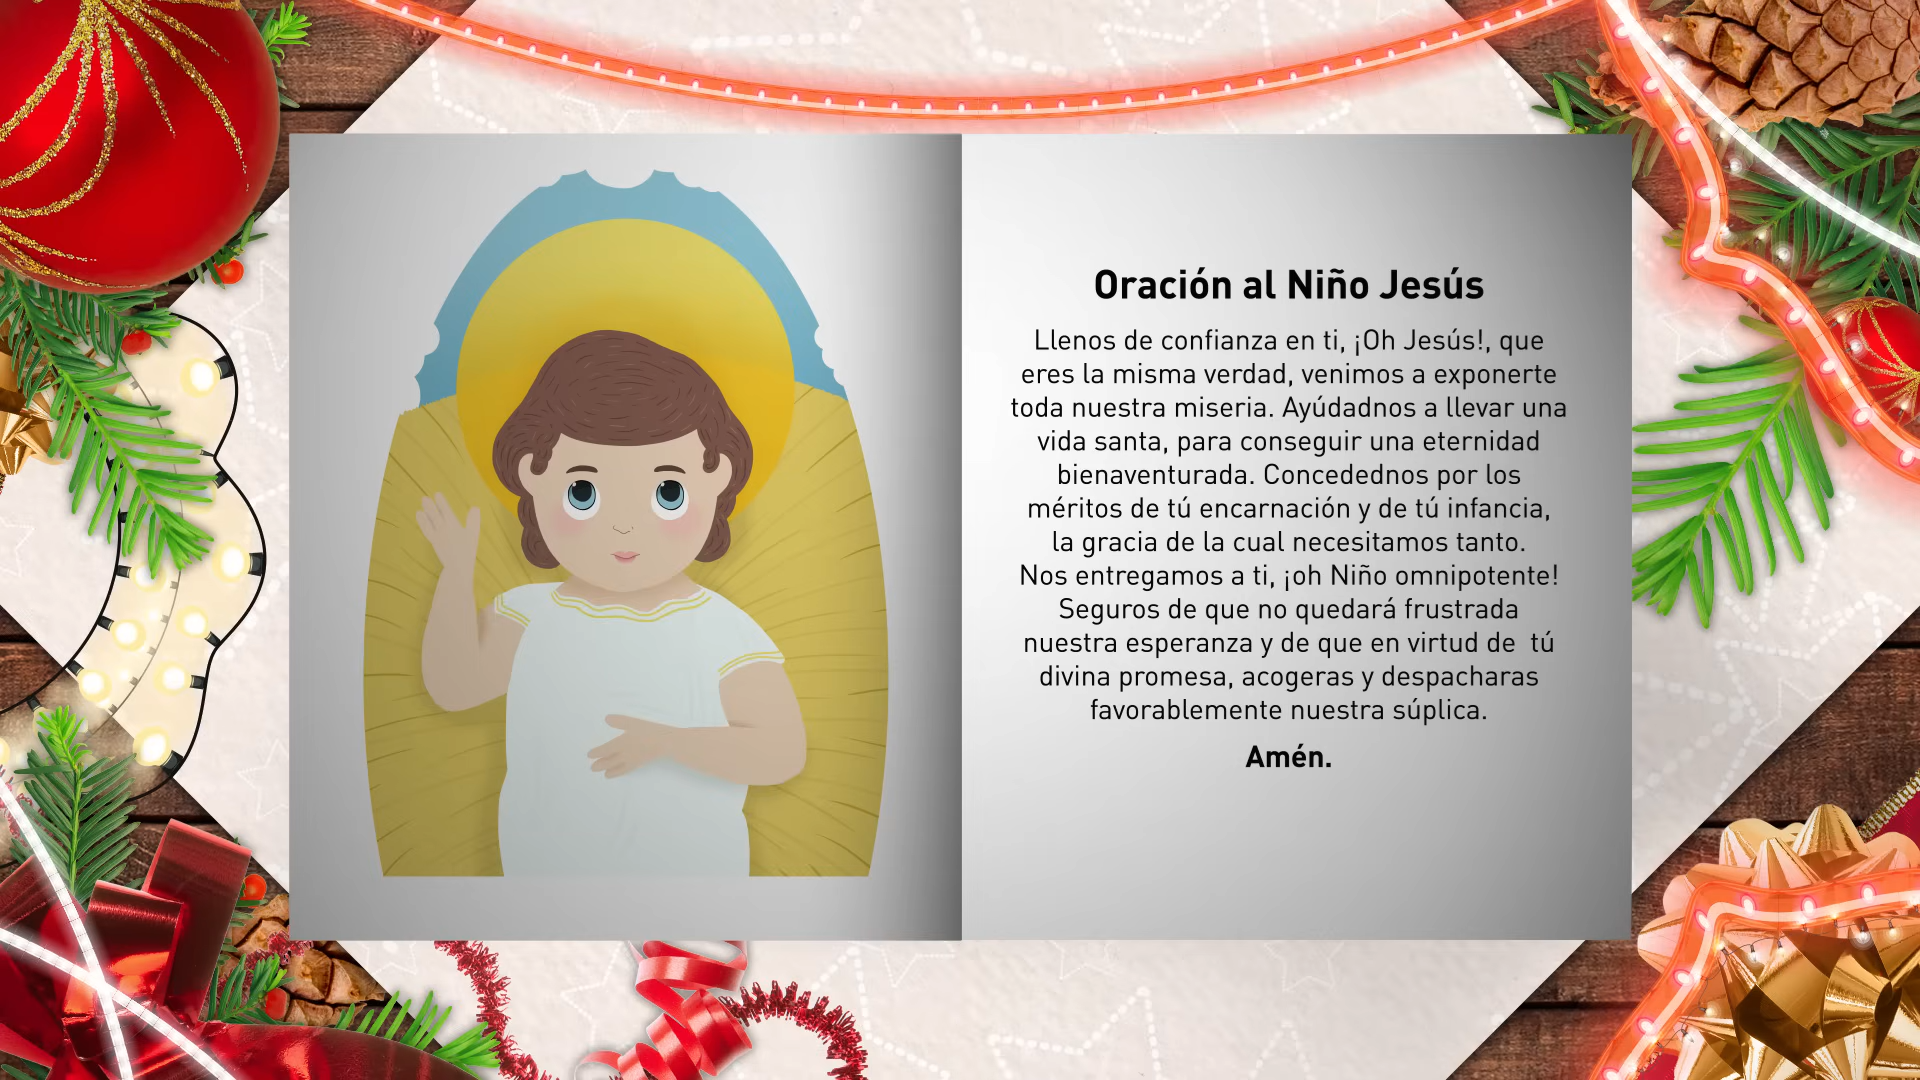 Oración al Niño Jesús
Llenos de confianza en ti, ¡Oh Jesús!, que
eres la misma verdad, venimos a exponerte
toda nuestra miseria. Ayúdadnos a llevar una
vida santa, para conseguir una eternidad
bienaventurada. Concedednos por los
méritos de tú encarnación y de tú infancia,
la gracia de la cual necesitamos tanto.
Nos entregamos a ti, ¡oh Niño omnipotente!
Seguros de que no quedará frustrada
nuestra esperanza y de que en virtud de  tú
divina promesa, acogeras y despacharas
favorablemente nuestra súplica.
Amén.